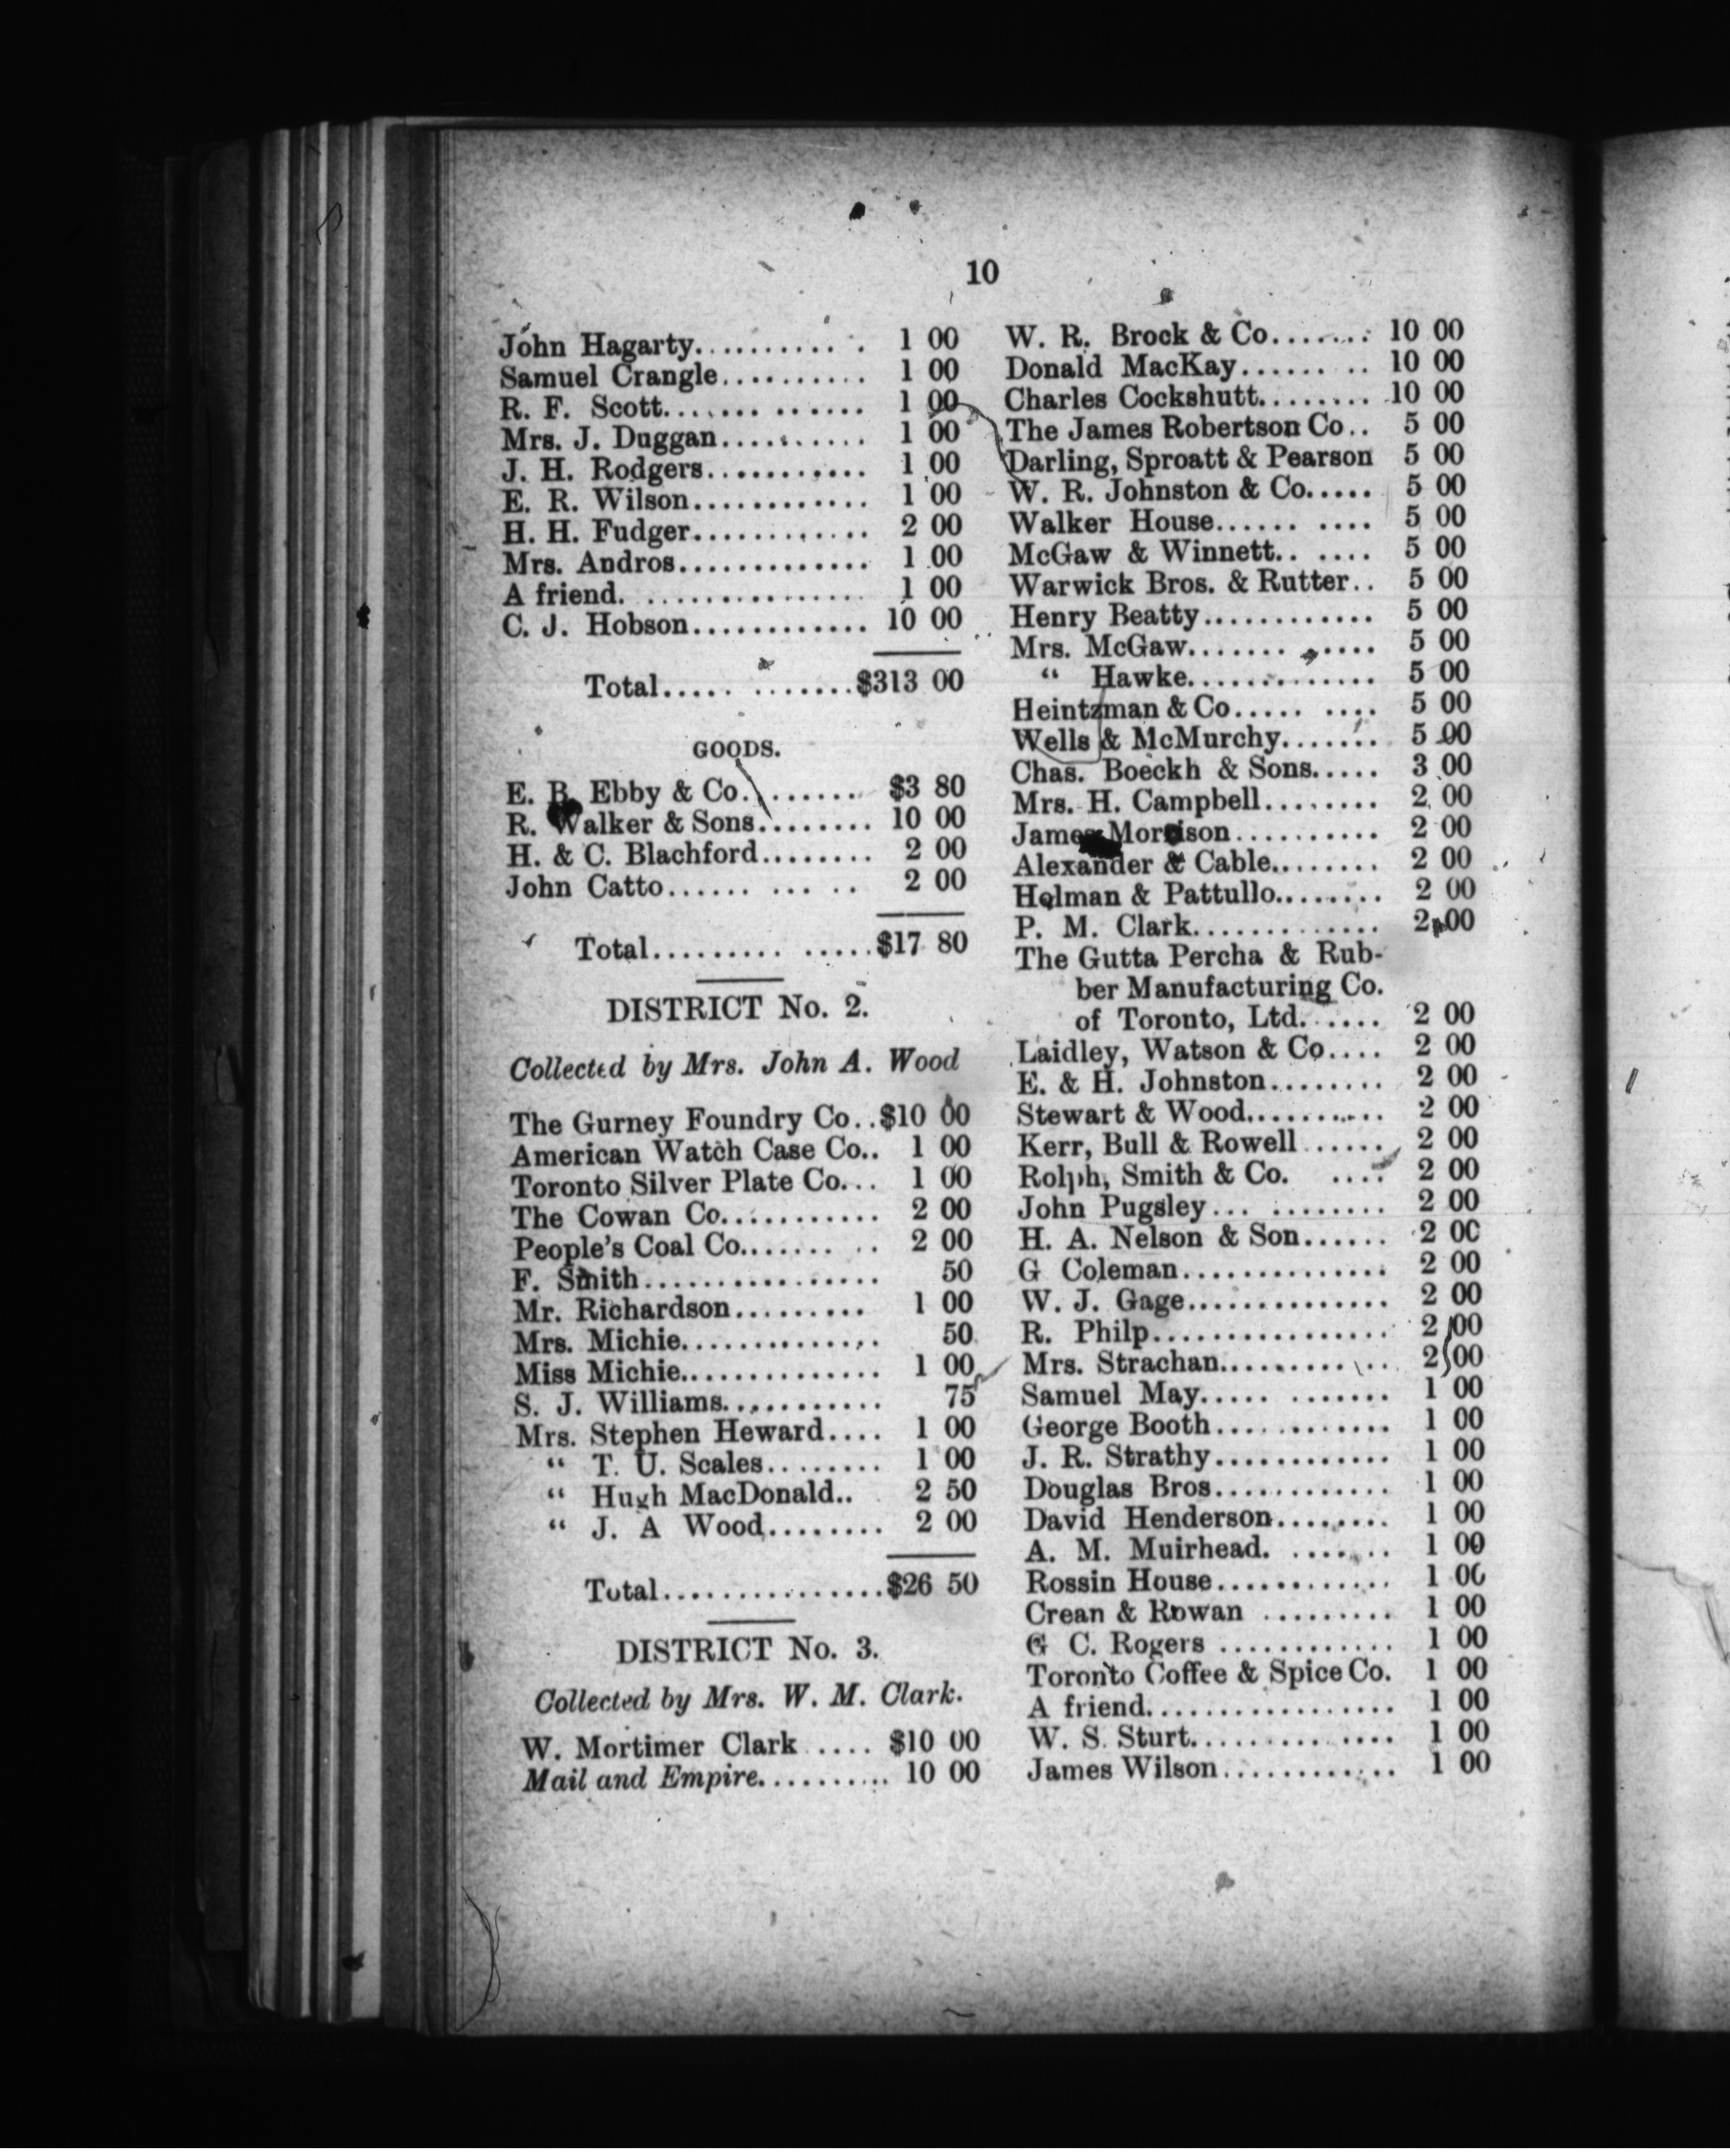 10
John Hagarty........... 1 00
Samuel Crangle.......... 1 00
R. F. Scott............. 1 00
Mrs. J. Duggan.......... 1 00
J. H. Rodgers........... 1 00
E. R. Wilson............ 1 00
H. H. Fudger............ 2 00
Mrs. Andros............. 1 00
A friend................ 1 00
C. J. Hobson............ 10 00
Total............$313 00
GOODS.
E. B. Ebby & Co......... $3 80
R. Walker & Sons........ 10 00
H. & C. Blachford........ 2 00
John Catto........... 2 00
Total..............$17 80
DISTRICT No. 2.
Collected by Mrs. John A. Wood
The Gurney Foundry Co..$10 00
American Watch Case Co.. 1 00
Toronto Silver Plate Co... 1 00
The Cowan Co........... 2 00
People's Coal Co......... 2 00
F. Smith................ 50
Mr. Richardson......... 1 00
Mrs. Michie............. 50
Miss Michie.............. 1 00
S. J. Williams........... 75
Mrs. Stephen Heward.... 1 00
“ T. U. Scales........ 1 00
“ Hugh MacDonald.. 2 50
“ J. A Wood........ 2 00
Total...............$26 50
DISTRICT No. 3.
Collected by Mrs. W. M. Clark.
W. Mortimer Clark .... $10 00
Mail and Empire.......... 10 00
W. R. Brock & Co....... 10 00
Donald MacKay......... 10 00
Charles Cockshutt........ 10 00
The James Robertson Co.. 5 00
Darling, Sproatt & Pearson 5 00
W. R. Johnston & Co..... 5 00
Walker House.......... 5 00
McGaw & Winnett...... 5 00
Warwick Bros. & Rutter.. 5 00
Henry Beatty............ 5 00
Mrs. McGaw............ 5 00
“ Hawke............. 5 00
Heintzman & Co......... 5 00
Wells & McMurchy....... 5 00
Chas. Boeckh & Sons..... 3 00
Mrs. H. Campbell........ 2 00
James Morrison.......... 2 00
Alexander & Cable........ 2 00
Holman & Pattullo........ 2 00
P. M. Clark............. 2 00
The Gutta Percha & Rub-
ber Manufacturing Co.
of Toronto, Ltd...... 2 00
Laidley, Watson & Co.... 2 00
E. & H. Johnston........ 2 00
Stewart & Wood.......... 2 00
Kerr, Bull & Rowell...... 2 00
Rolph, Smith & Co. .... 2 00
John Pugsley... ........ 2 00
H. A. Nelson & Son...... 2 00
G Coleman.............. 2 00
W. J. Gage.............. 2 00
R. Philp................ 2 00
Mrs. Strachan........... 2 00
Samuel May..... ....... 1 00
George Booth............ 1 00
J. R. Strathy............ 1 00
Douglas Bros............ 1 00
David Henderson........ 1 00
A. M. Muirhead. ....... 1 00
Rossin House............ 1 00
Crean & Rowan ......... 1 00
G C. Rogers ............ 1 00
Toronto Coffee & Spice Co. 1 00
A friend................. 1 00
W. S. Sturt.............. 1 00
James Wilson............ 1 00